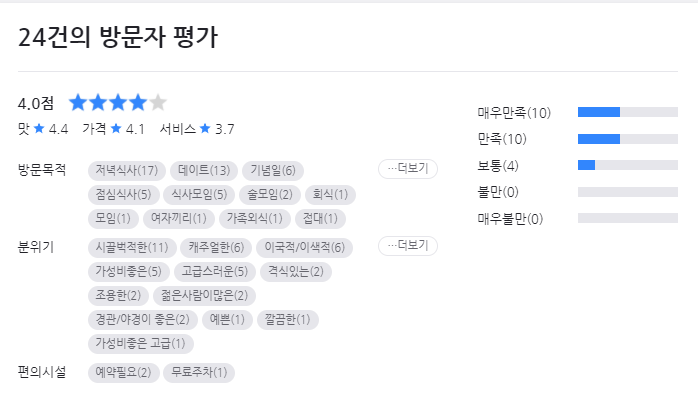 24건의 방문자 평가
4.0점
맛 4.4 가격 4.1 서비스 3.7
매우만족(10)
만족(10)
보통(4)
불만(0)
매우불만(0)
방문목적 저녁식사(17) 데이트(13) 기념일(6) ···더보기
점심식사(5) 식사모임(5) 술모임(2) 회식(1)
모임(1) 여자끼리(1) 가족외식(1) 접대(1)
분위기 시끌벅적한(11) 캐주얼한(6) 이국적/이색적(6) ···더보기
가성비좋은(5) 고급스러운(5) 격식있는(2)
조용한(2) 젊은사람이많은(2)
경관/야경이 좋은(2) 예쁜(1) 깔끔한(1)
가성비좋은 고급(1)
편의시설 예약필요(2) 무료주차(1)